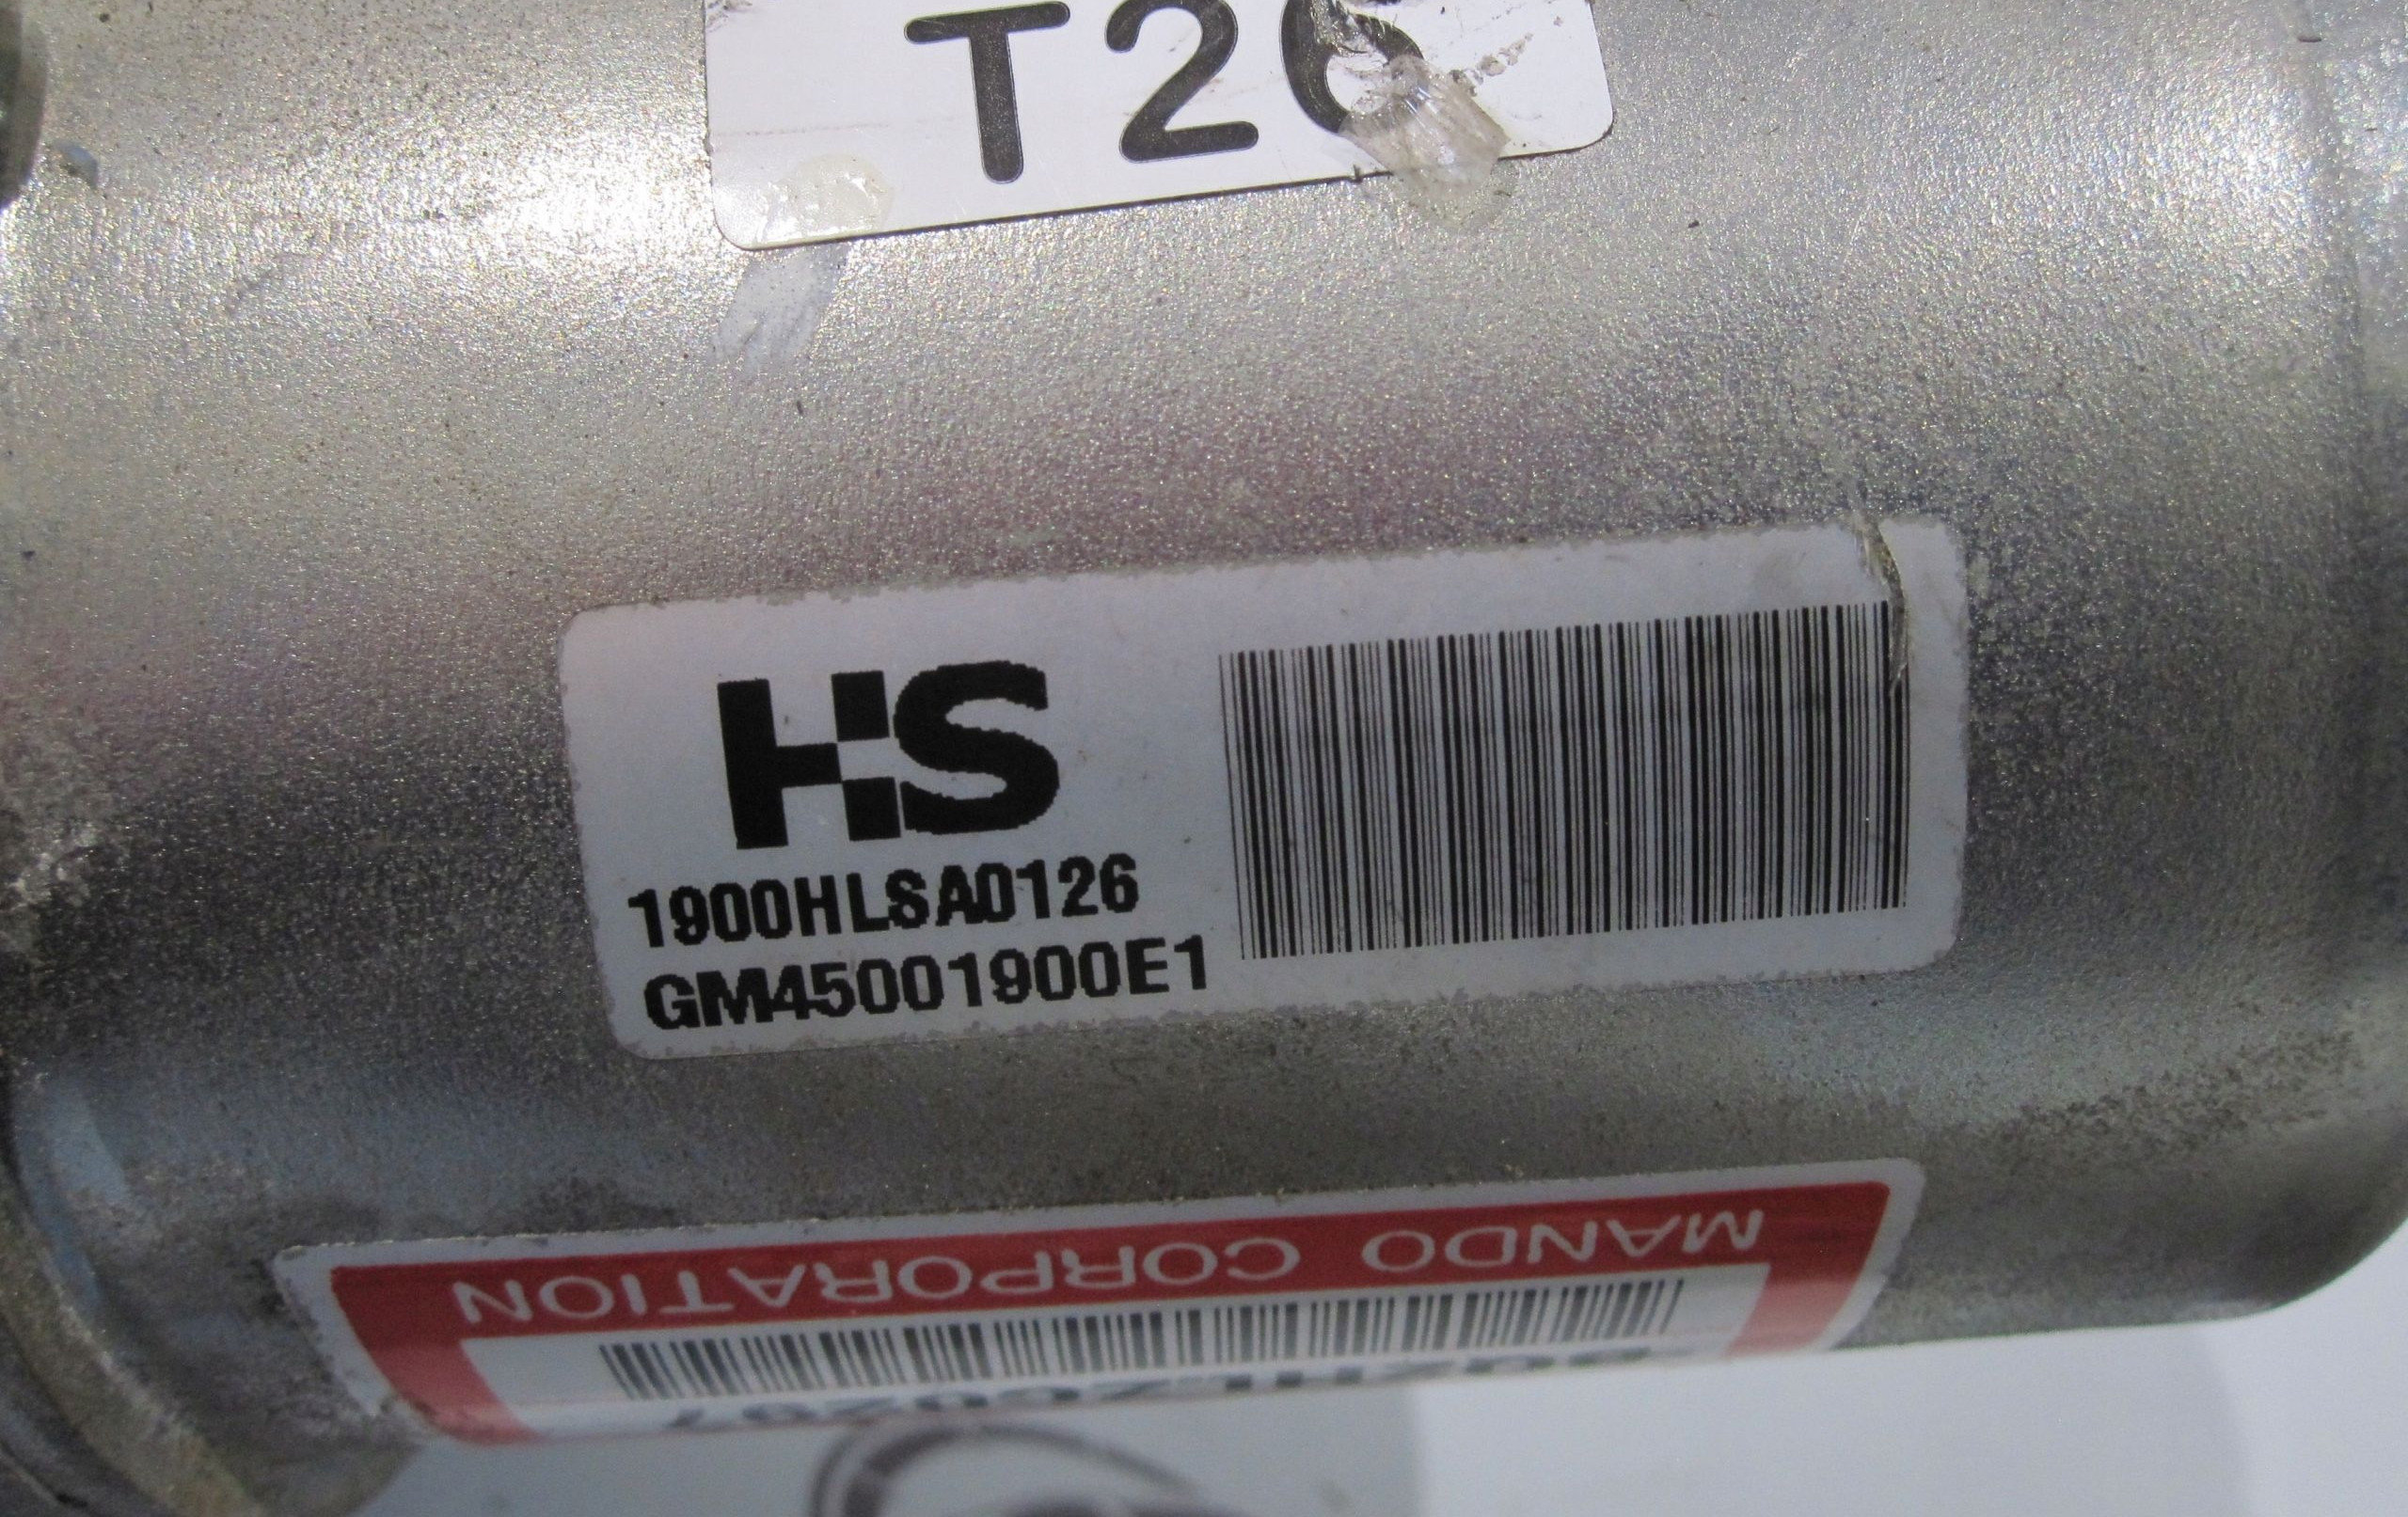 T26
HS
1900HLSA0126
GM45001900E1
MANDO CORPORATION